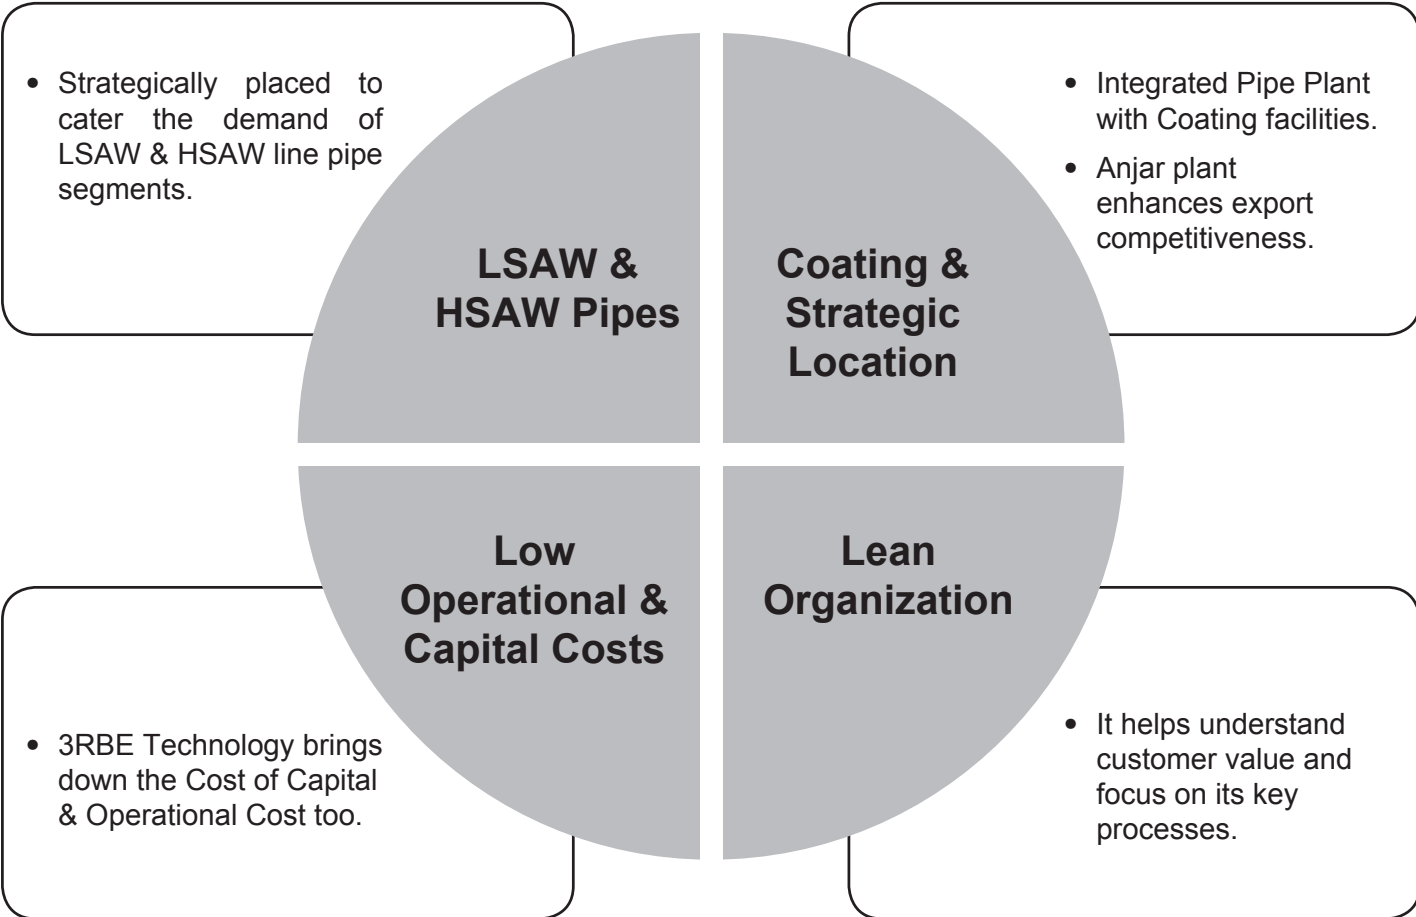 • Strategically placed to
cater the demand of
LSAW & HSAW line pipe
segments.
LSAW &
HSAW Pipes
Coating &
Strategic
Location
• Integrated Pipe Plant
with Coating facilities.
• Anjar plant
enhances export
competitiveness.
• 3RBE Technology brings
down the Cost of Capital
& Operational Cost too.
Low
Operational &
Capital Costs
Lean
Organization
• It helps understand
customer value and
focus on its key
processes.